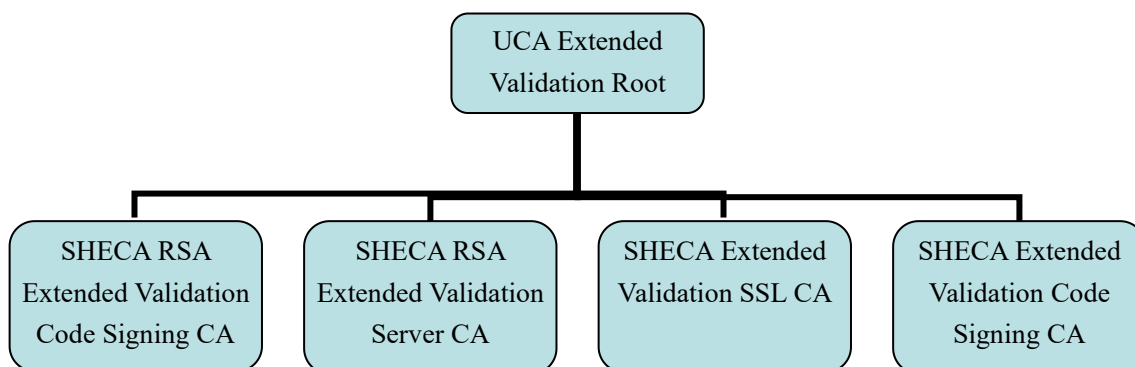 UCA Extended
Validation Root
SHECA RSA
Extended Validation
Code Signing CA
SHECA RSA
Extended Validation
Server CA
SHECA Extended
Validation SSL CA
SHECA Extended
Validation Code
Signing CA